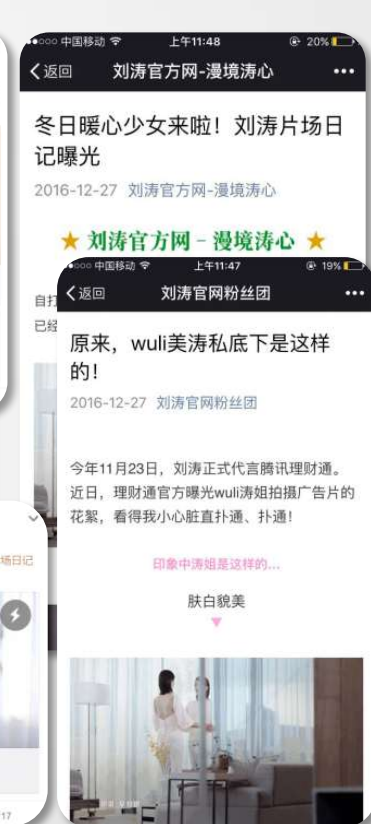 中国移动 上午11:48 20%
返回 刘涛官方网-漫境涛心
冬日暖心少女来啦！刘涛片场日
记曝光
2016-12-27 刘涛官方网-漫境涛心
★ 刘涛官方网 - 漫境涛心 ★
自打
已经
中国移动 上午11:47 19%
返回 刘涛官网粉丝团
原来，wuli美涛私底下是这样
的！
2016-12-27 刘涛官网粉丝团
今年11月23日，刘涛正式代言腾讯理财通。
近日，理财通官方曝光wuli涛姐拍摄广告片的
花絮，看得我小心脏直扑通、扑通！
印象中涛姐是这样的...
肤白貌美
场日记
17